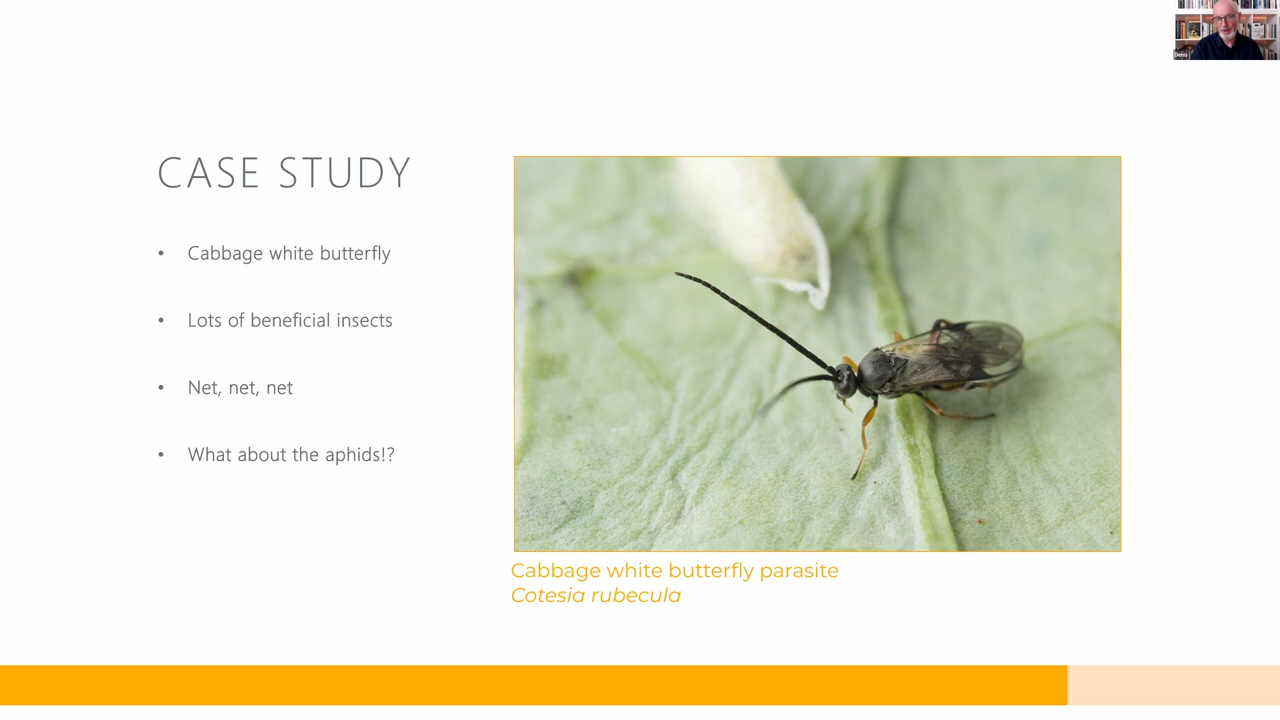 Denis
CASE STUDY
• Cabbage white butterfly
• Lots of beneficial insects
• Net, net, net
• What about the aphids!?
Cabbage white butterfly parasite
Cotesia rubecula